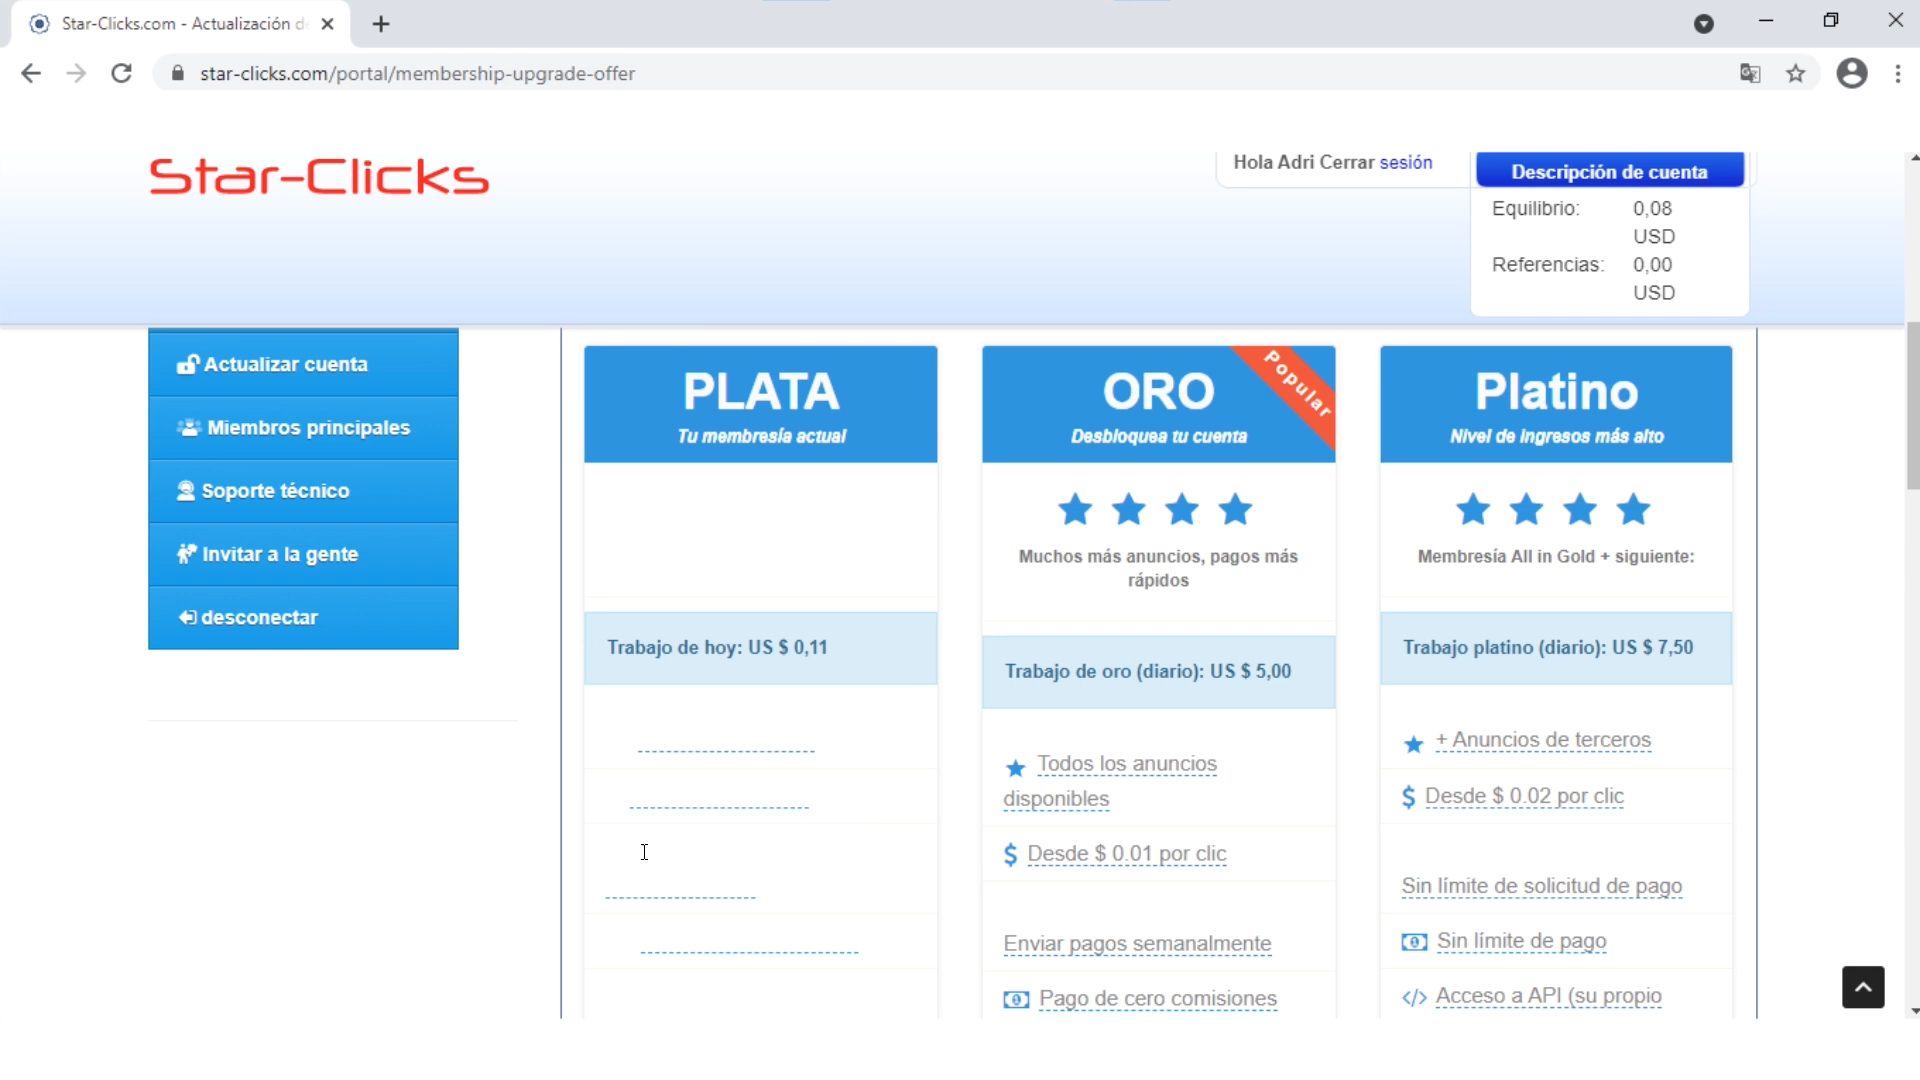 Star-Clicks.com - Actualización d
star-clicks.com/portal/membership-upgrade-offer
Star-Clicks
Hola Adri Cerrar sesión
Descripción de cuenta
Equilibrio: 0,08
USD
Referencias: 0,00
USD
Actualizar cuenta
Miembros principales
Soporte técnico
Invitar a la gente
desconectar
PLATA
Tu membresía actual
Trabajo de hoy: US $ 0,11
ORO
Popular
Desbloquea tu cuenta
Muchos más anuncios, pagos más
rápidos
Trabajo de oro (diario): US $ 5,00
Todos los anuncios
disponibles
$ Desde $ 0.01 por clic
Enviar pagos semanalmente
Pago de cero comisiones
Platino
Nivel de ingresos más alto
Membresía All in Gold + siguiente:
Trabajo platino (diario): US $ 7,50
+ Anuncios de terceros
$ Desde $ 0.02 por clic
Sin límite de solicitud de pago
Sin límite de pago
</> Acceso a API (su propio